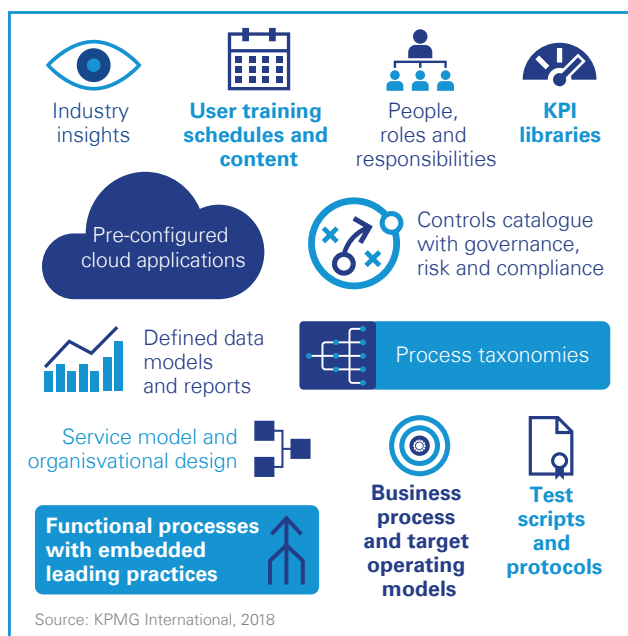 Industry
insights
User training
schedules and
content
People,
roles and
responsibilities
KPI
libraries
Pre-configured
cloud applications
Controls catalogue
with governance,
risk and compliance
Defined data
models
and reports
Process taxonomies
Service model and
organisvational design
Functional processes
with embedded
leading practices
Business
process
and target
operating
models
Test
scripts
and
protocols
Source: KPMG International, 2018